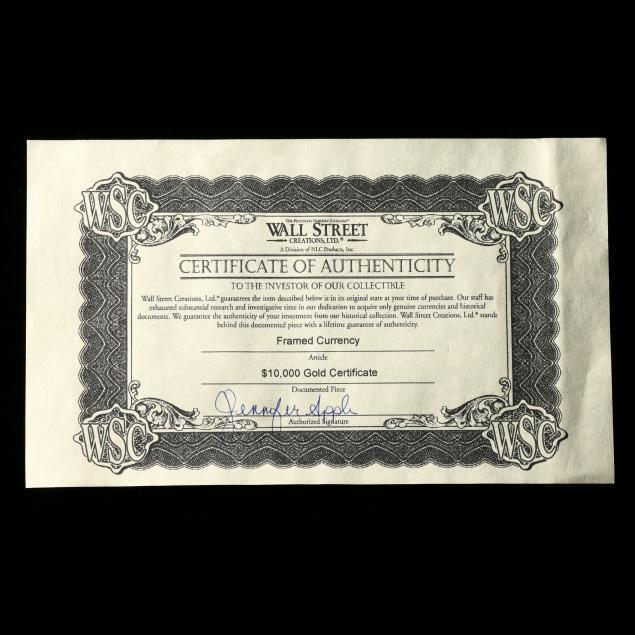 THE FINANCIAL INDUSTRY CATALOG®
WALL STREET
CREATIONS, LTD.®
A Division of NLC Products, Inc.
CERTIFICATE OF AUTHENTICITY
TO THE INVESTOR OF OUR COLLECTIBLE
Wall Street Creations, Ltd.® guarantees the item described below is in its original state at your time of purchase. Our staff has
exhausted substantial research and investigative time in our dedication to acquire only genuine currencies and historical
documents. We guarantee the authenticity of your investment from our historical collection. Wall Street Creations, Ltd.® stands
behind this documented piece with a lifetime guarantee of authenticity.
Framed Currency
Article
$10,000 Gold Certificate
Documented Piece
Jennifer Apple
Authorized Signature
WSC
WSC
WSC
WSC